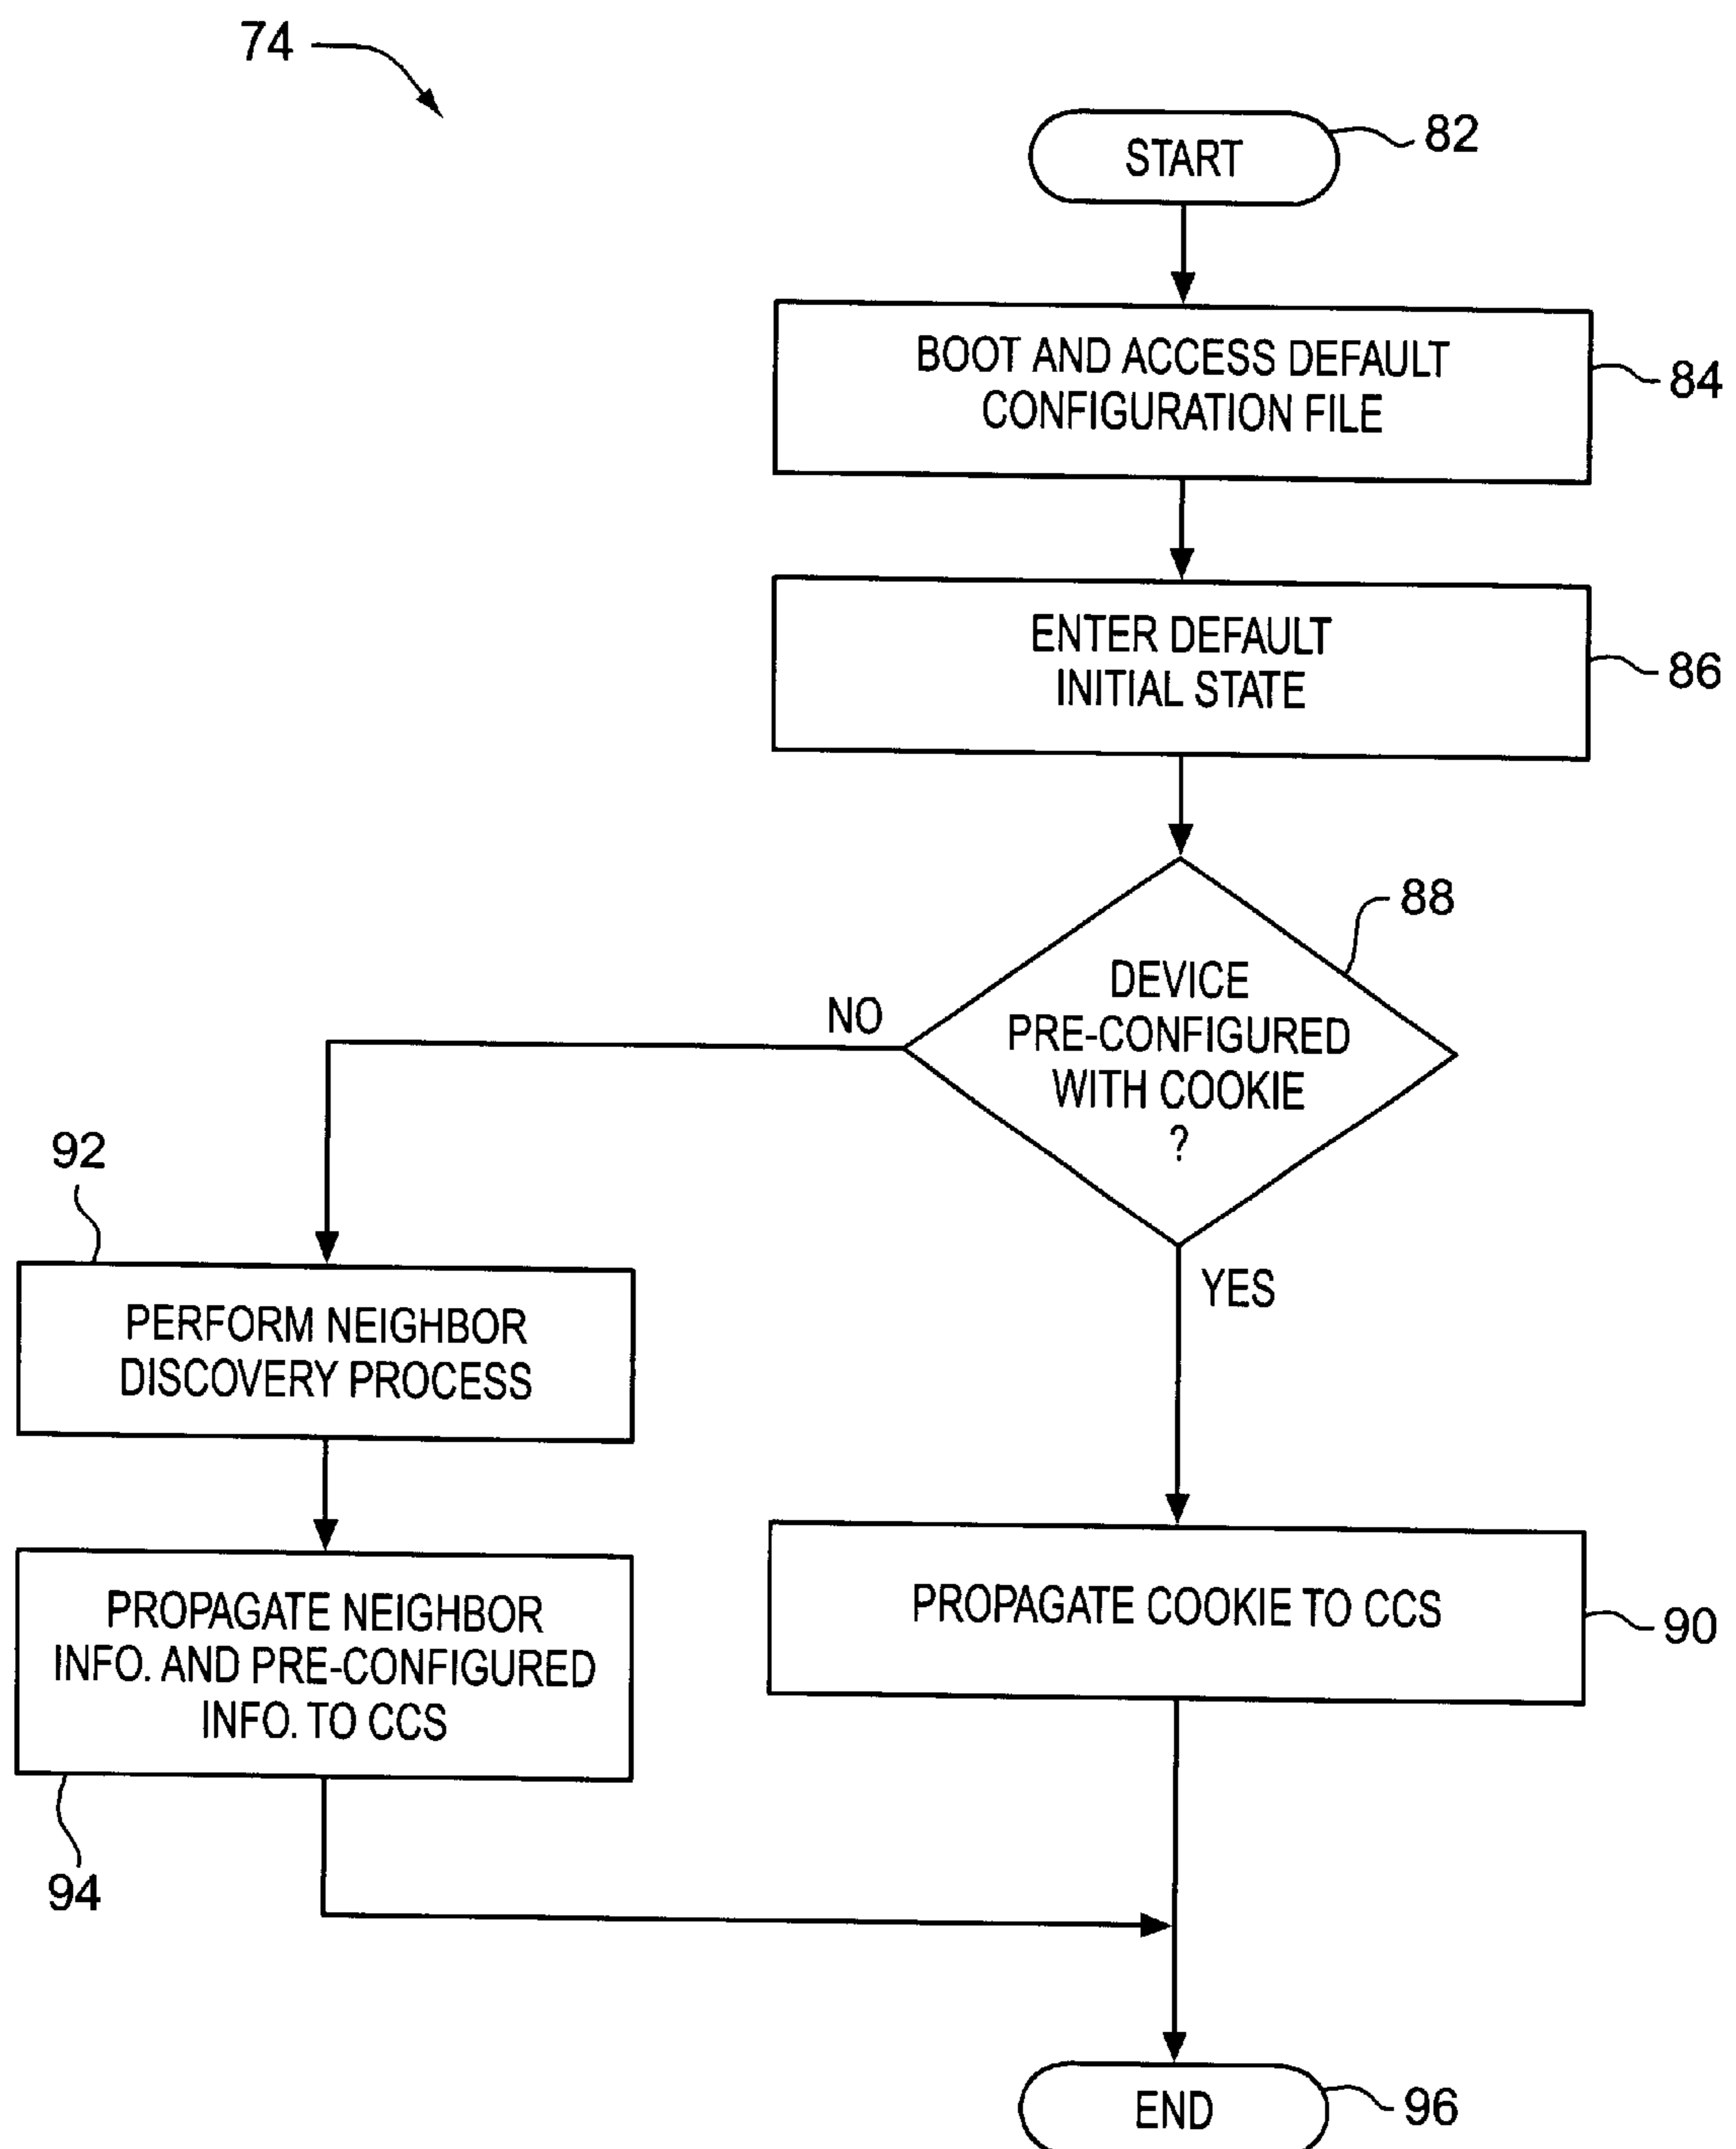 74
START
82
BOOT AND ACCESS DEFAULT
CONFIGURATION FILE
84
ENTER DEFAULT
INITIAL STATE
86
88
DEVICE
PRE-CONFIGURED
WITH COOKIE
?
NO
YES
92
PERFORM NEIGHBOR
DISCOVERY PROCESS
PROPAGATE NEIGHBOR
INFO. AND PRE-CONFIGURED
INFO. TO CCS
94
PROPAGATE COOKIE TO CCS
90
END
96